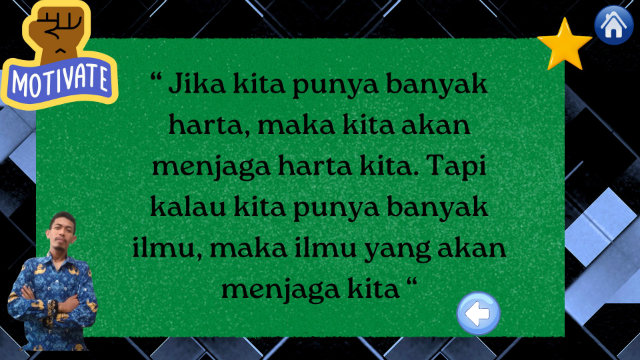 MOTIVATE
“ Jika kita punya banyak
harta, maka kita akan
menjaga harta kita. Tapi
kalau kita punya banyak
ilmu, maka ilmu yang akan
menjaga kita “